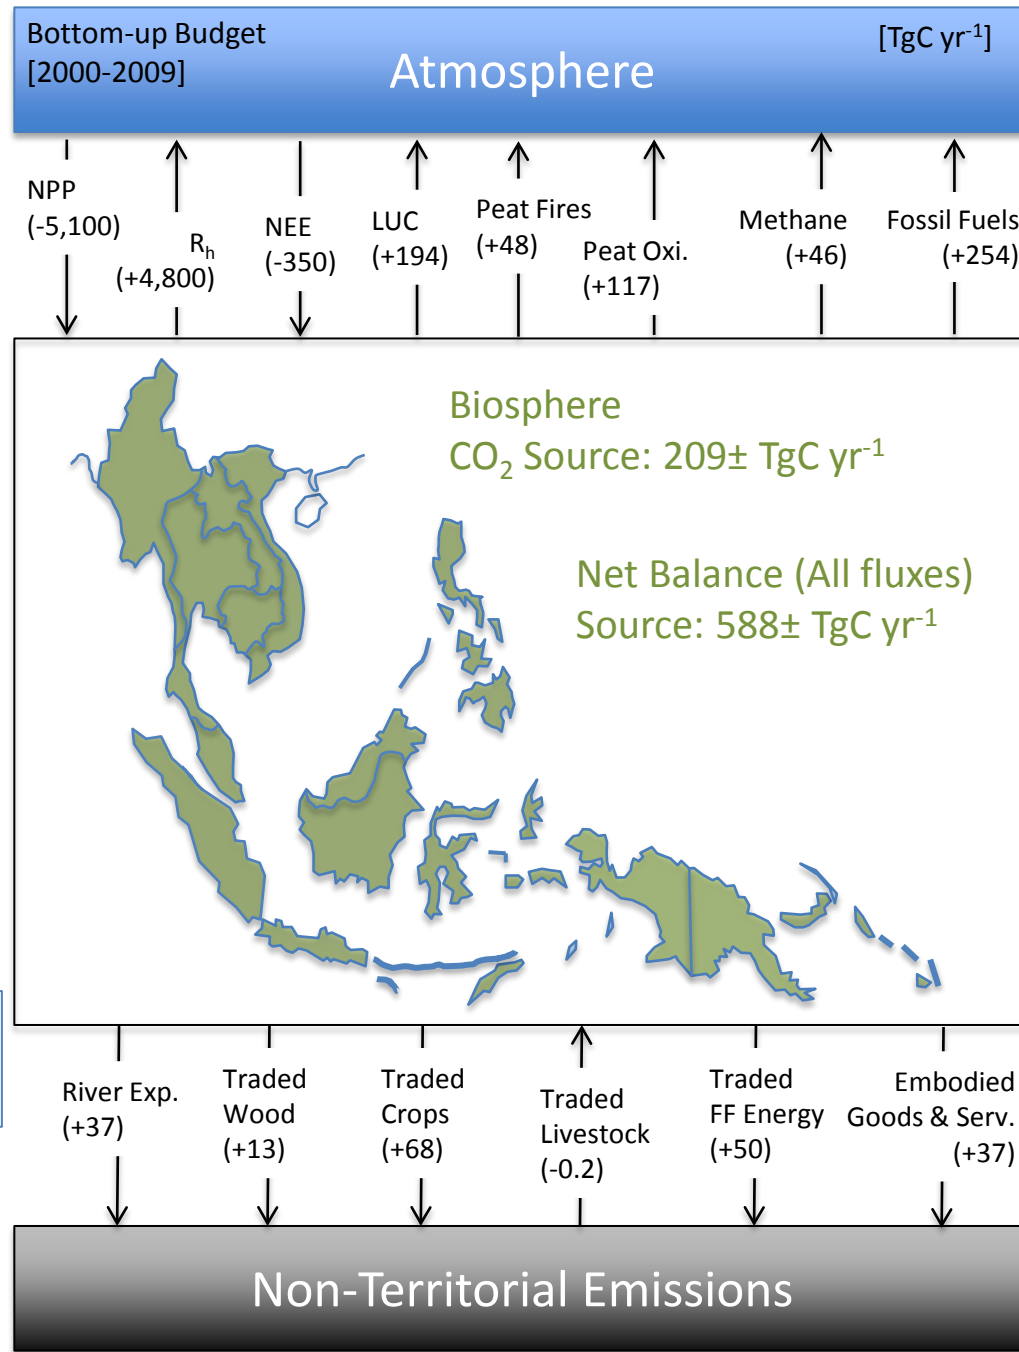 Bottom-up Budget
[2000-2009]
Atmosphere
[TgC yr⁻¹]
NPP
(-5,100)
Rₕ
(+4,800)
NEE
(-350)
LUC
(+194)
Peat Fires
(+48)
Peat Oxi.
(+117)
Methane
(+46)
Fossil Fuels
(+254)
Biosphere
CO₂ Source: 209± TgC yr⁻¹
Net Balance (All fluxes)
Source: 588± TgC yr⁻¹
River Exp.
(+37)
Traded
Wood
(+13)
Traded
Crops
(+68)
Traded
Livestock
(-0.2)
Traded
FF Energy
(+50)
Embodied
Goods & Serv.
(+37)
Non-Territorial Emissions